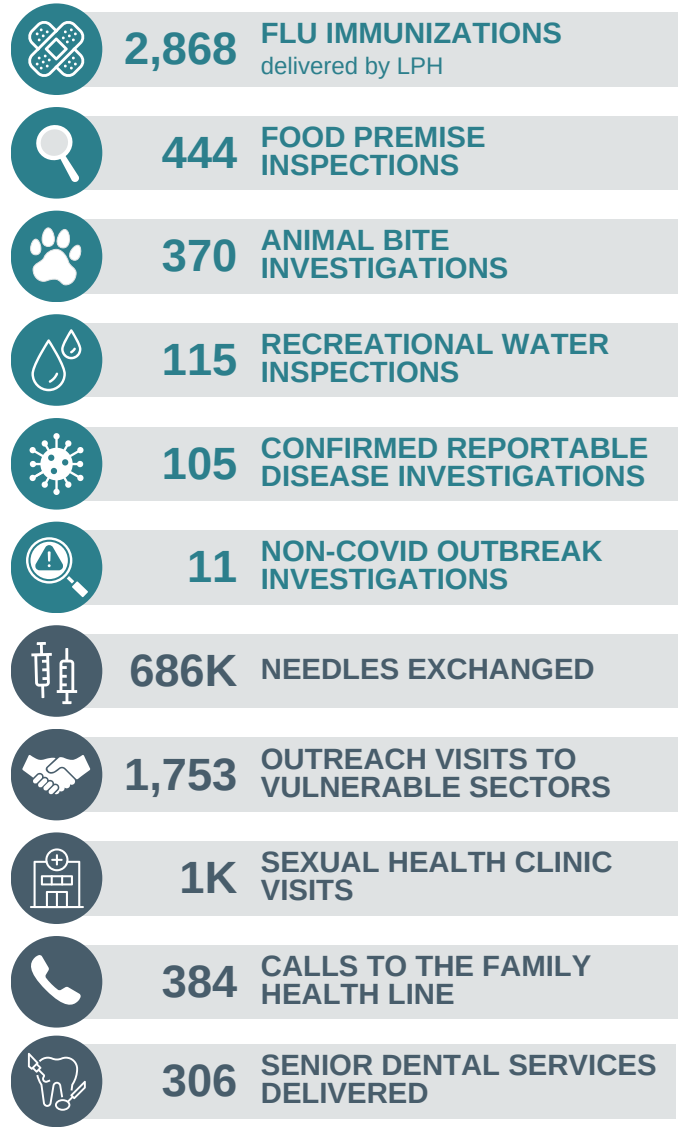 2,868 FLU IMMUNIZATIONS
delivered by LPH
444 FOOD PREMISE
INSPECTIONS
370 ANIMAL BITE
INVESTIGATIONS
115 RECREATIONAL WATER
INSPECTIONS
105 CONFIRMED REPORTABLE
DISEASE INVESTIGATIONS
11 NON-COVID OUTBREAK
INVESTIGATIONS
686K NEEDLES EXCHANGED
1,753 OUTREACH VISITS TO
VULNERABLE SECTORS
1K SEXUAL HEALTH CLINIC
VISITS
384 CALLS TO THE FAMILY
HEALTH LINE
306 SENIOR DENTAL SERVICES
DELIVERED